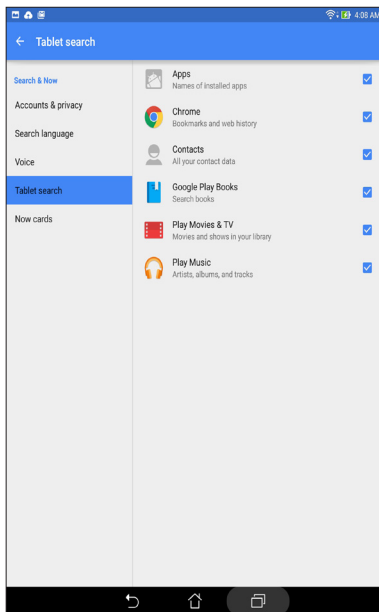 4:08 AM
Tablet search
Search & Now
Accounts & privacy
Search language
Voice
Tablet search
Now cards
Apps
Names of installed apps
Chrome
Bookmarks and web history
Contacts
All your contact data
Google Play Books
Search books
Play Movies & TV
Movies and shows in your library
Play Music
Artists, albums, and tracks